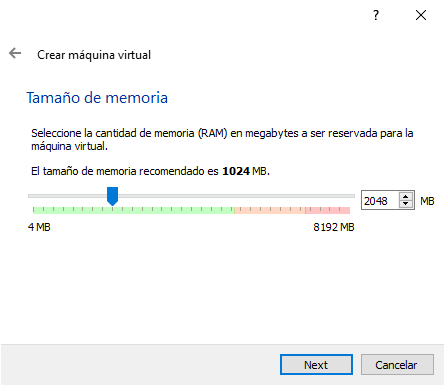 ?
Crear máquina virtual
Tamaño de memoria
Seleccione la cantidad de memoria (RAM) en megabytes a ser reservada para la
máquina virtual.
El tamaño de memoria recomendado es 1024 MB.
2048 MB
4 MB 8192 MB
Next Cancelar